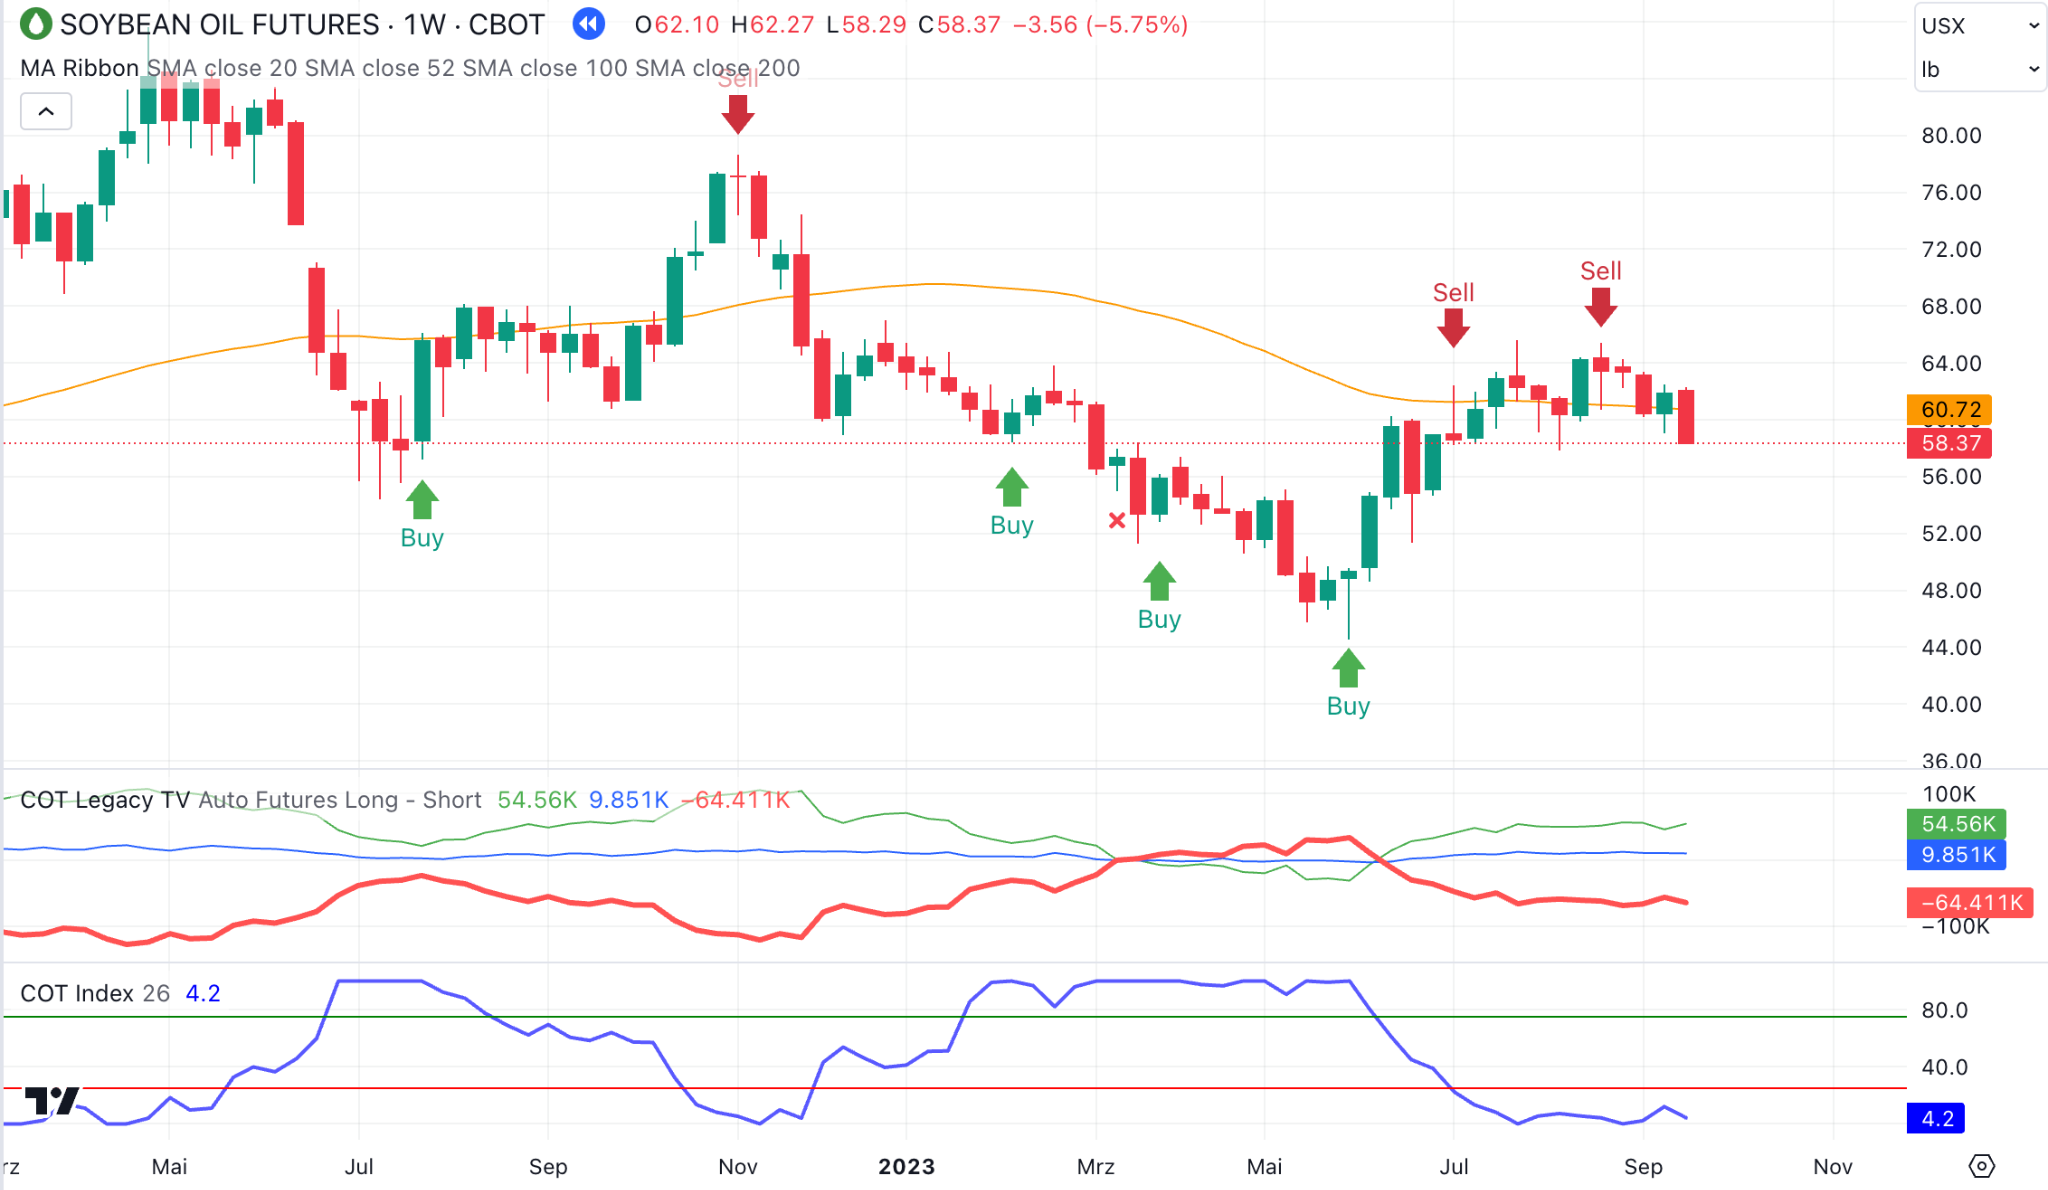 SOYBEAN OIL FUTURES · 1W · CBOT O62.10 H62.27 L58.29 C58.37 −3.56 (−5.75%)
USX
MA Ribbon SMA close 20 SMA close 52 SMA close 100 SMA close 200
lb
Sell
80.00
76.00
72.00
Sell
Sell
68.00
64.00
60.72
58.37
56.00
Buy
Buy
52.00
48.00
Buy
44.00
Buy
40.00
36.00
COT Legacy TV Auto Futures Long - Short 54.56K 9.851K −64.411K
100K
54.56K
9.851K
−64.411K
−100K
COT Index 26 4.2
80.0
40.0
4.2
rz Mai Jul Sep Nov 2023 Mrz Mai Jul Sep Nov